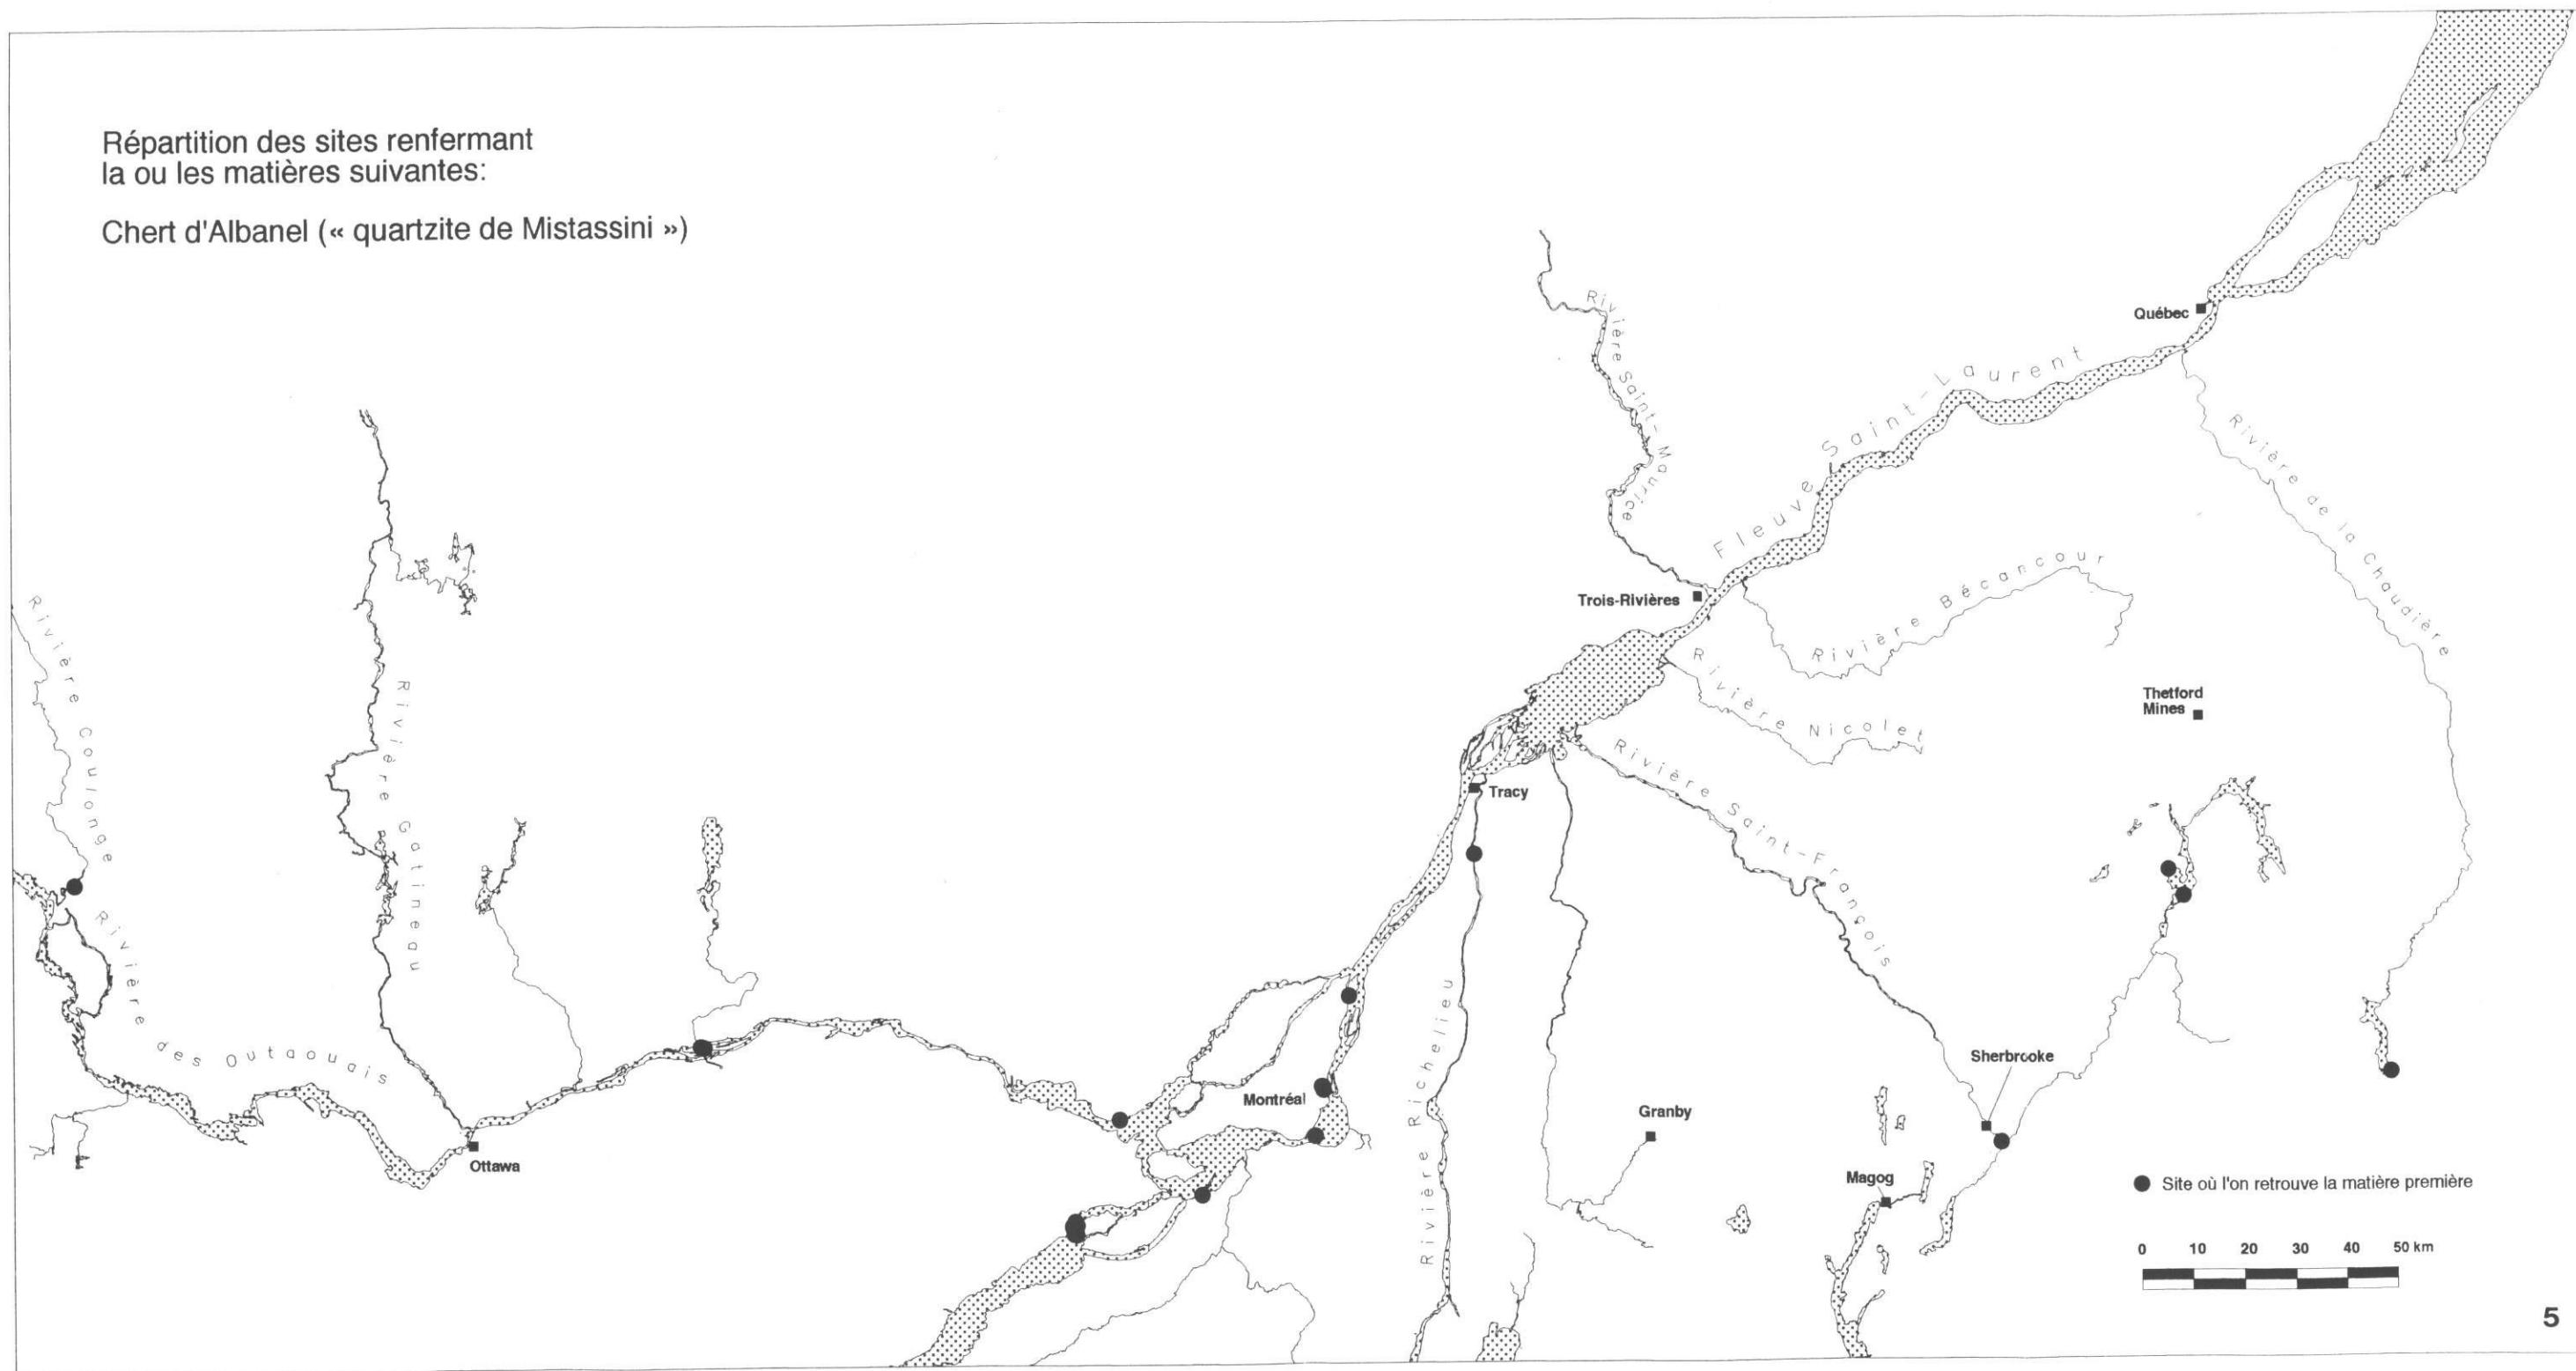 Répartition des sites renfermant
la ou les matières suivantes:
Chert d'Albanel (« quartzite de Mistassini »)
Québec
Rivière Saint-Maurice
Fleuve Saint-Laurent
Rivière de la Chaudière
Trois-Rivières
Rivière Bécancour
Rivière Coulonge
Rivière Gatineau
Rivière Nicolet
Thetford
Mines
Tracy
Rivière Saint-François
Rivière des Outaouais
Rivière Richelieu
Montréal
Sherbrooke
Granby
Ottawa
Magog
Site où l'on retrouve la matière première
0 10 20 30 40 50 km
5